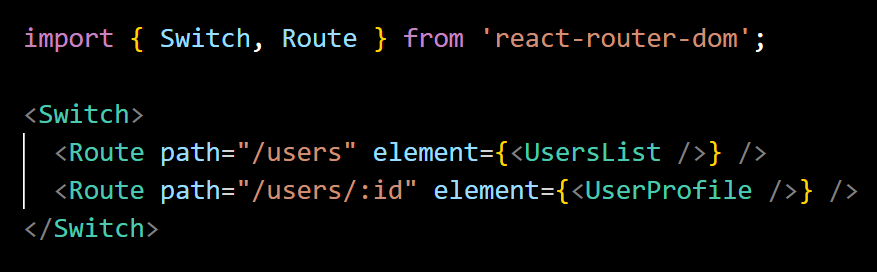 import { Switch, Route } from 'react-router-dom';
<Switch>
<Route path="/users" element={<UsersList />} />
<Route path="/users/:id" element={<UserProfile />} />
</Switch>